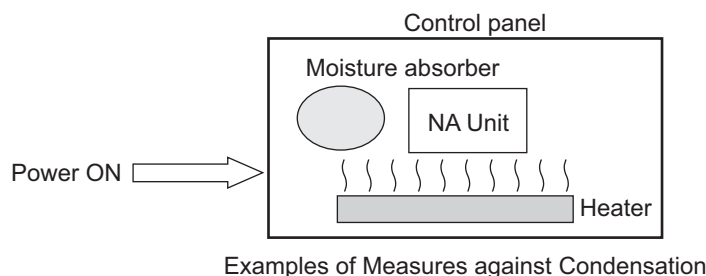 Control panel
Moisture absorber
NA Unit
Power ON
Heater
Examples of Measures against Condensation